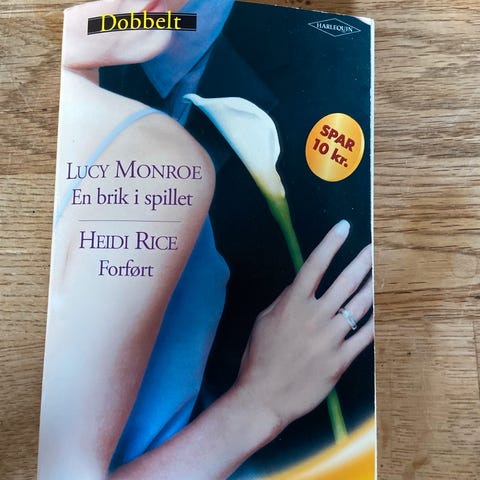 Dobbelt
HARLEQUIN
SPAR
10 kr.
LUCY MONROE
En brik i spillet
HEIDI RICE
Forført